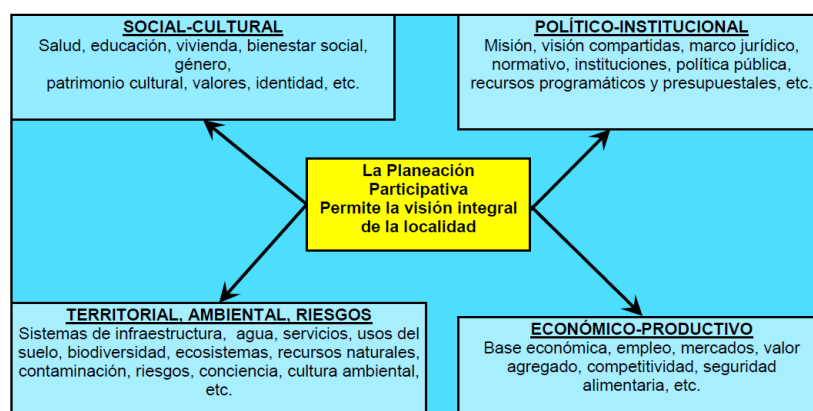 SOCIAL-CULTURAL
Salud, educación, vivienda, bienestar social,
género,
patrimonio cultural, valores, identidad, etc.
POLÍTICO-INSTITUCIONAL
Misión, visión compartidas, marco jurídico,
normativo, instituciones, política pública,
recursos programáticos y presupuestales, etc.
La Planeación
Participativa
Permite la visión integral
de la localidad
TERRITORIAL, AMBIENTAL, RIESGOS
Sistemas de infraestructura, agua, servicios, usos del
suelo, biodiversidad, ecosistemas, recursos naturales,
contaminación, riesgos, conciencia, cultura ambiental,
etc.
ECONÓMICO-PRODUCTIVO
Base económica, empleo, mercados, valor
agregado, competitividad, seguridad
alimentaria, etc.